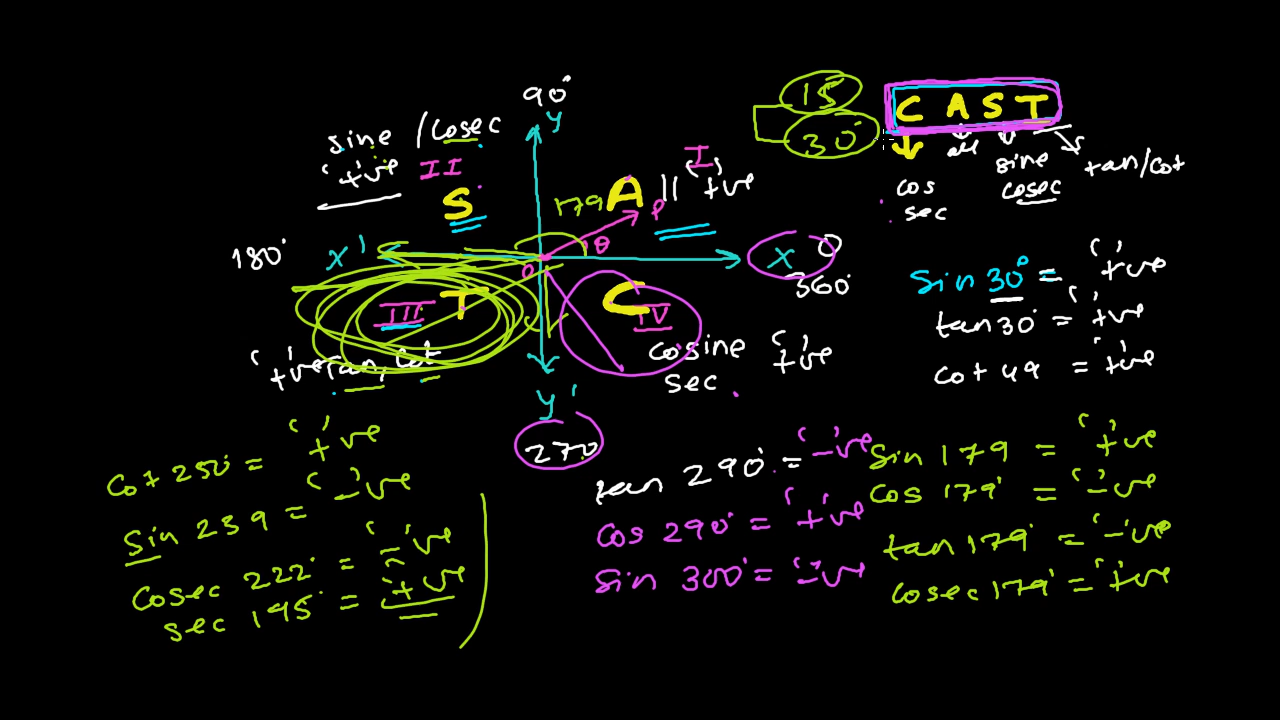 90°
y
15
30°
C A S T
all
sine
cosec
tan/cot
cos
sec
sine /cosec
'+'ve II
S
179
A
P
I
|| '+'ve
θ
180°
X'
O
X
0
360°
III T
C
IV
'+'ve Tan, Cot
cosine '+'ve
sec
y'
270
Sin 30° = '+'ve
tan 30° = '+'ve
Cot 49 = '+'ve
Cot 250° = '+'ve
Sin 239 = '-'ve
Cosec 222° = '-'ve
sec 195° = '+'ve
tan 290° = '-'ve
Cos 290° = '+'ve
Sin 300° = '-'ve
Sin 179 = '+'ve
Cos 179° = '-'ve
tan 179° = '-'ve
Cosec 179° = '+'ve